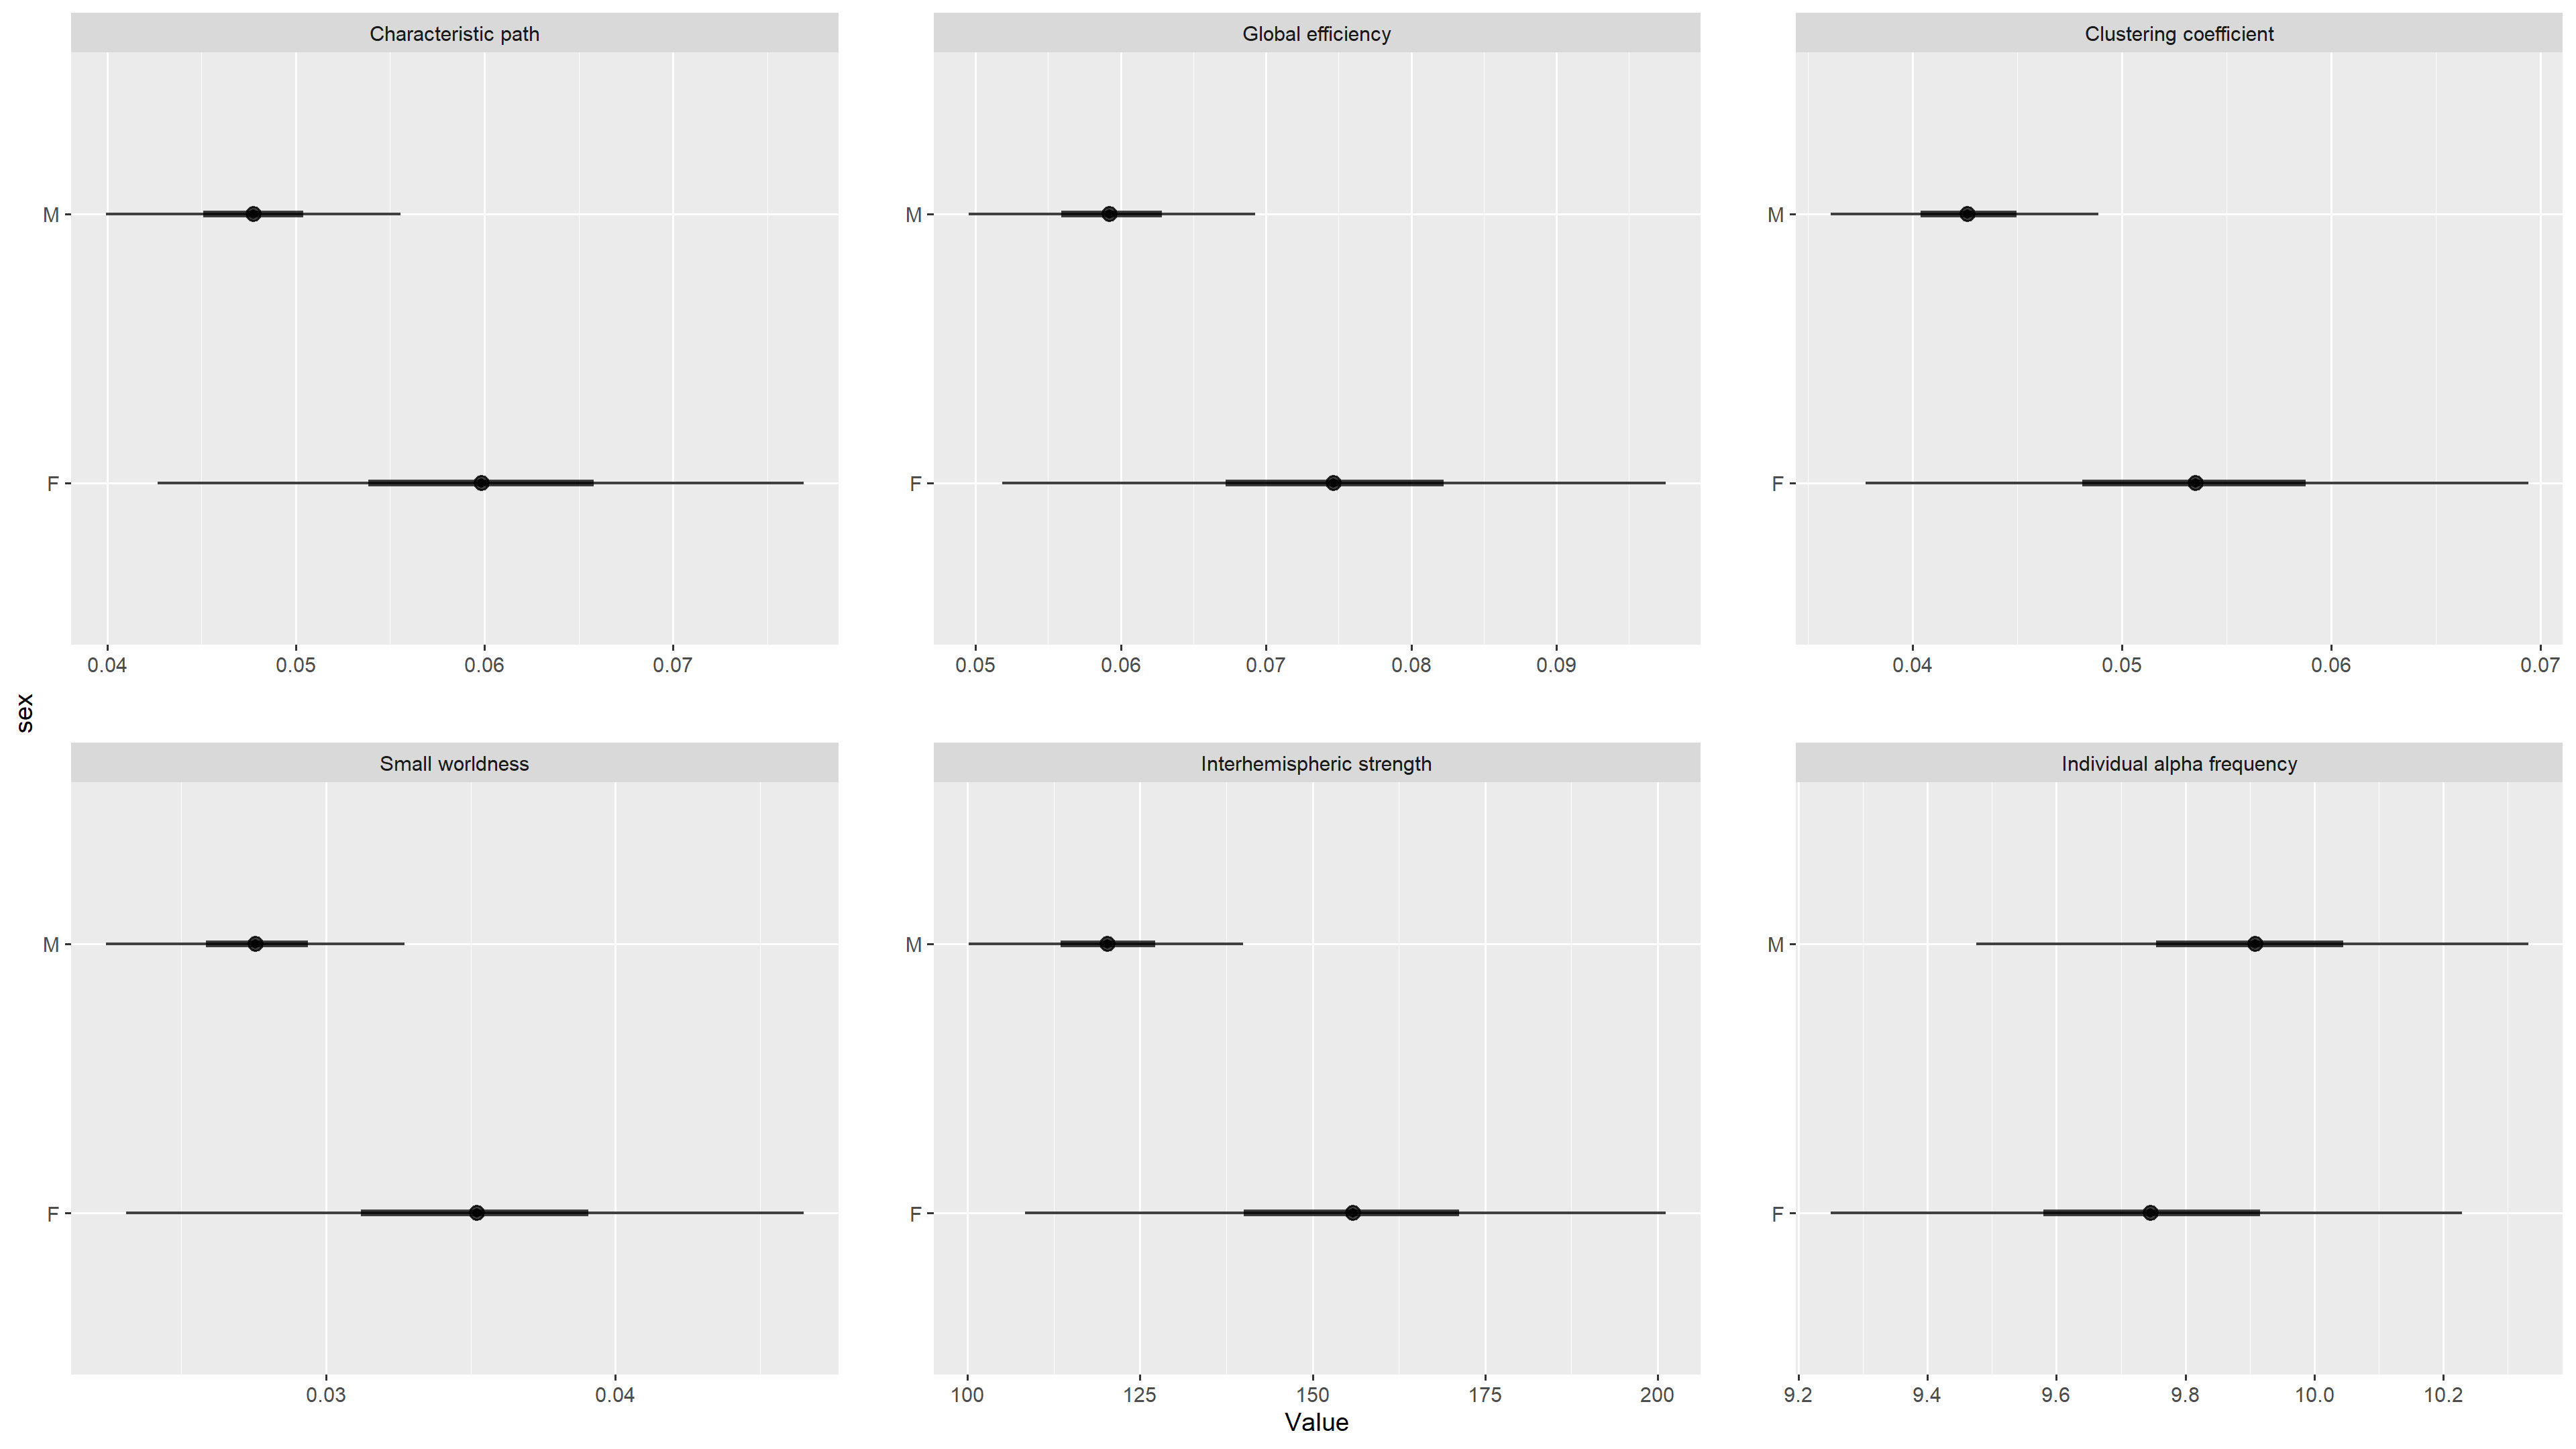 Characteristic path
Global efficiency
Clustering coefficient
M
M
M
F
F
F
0.04 0.05 0.06 0.07
0.05 0.06 0.07 0.08 0.09
0.04 0.05 0.06 0.07
sex
Small worldness
Interhemispheric strength
Individual alpha frequency
M
M
M
F
F
F
0.03 0.04
100 125 150 175 200
9.2 9.4 9.6 9.8 10.0 10.2
Value